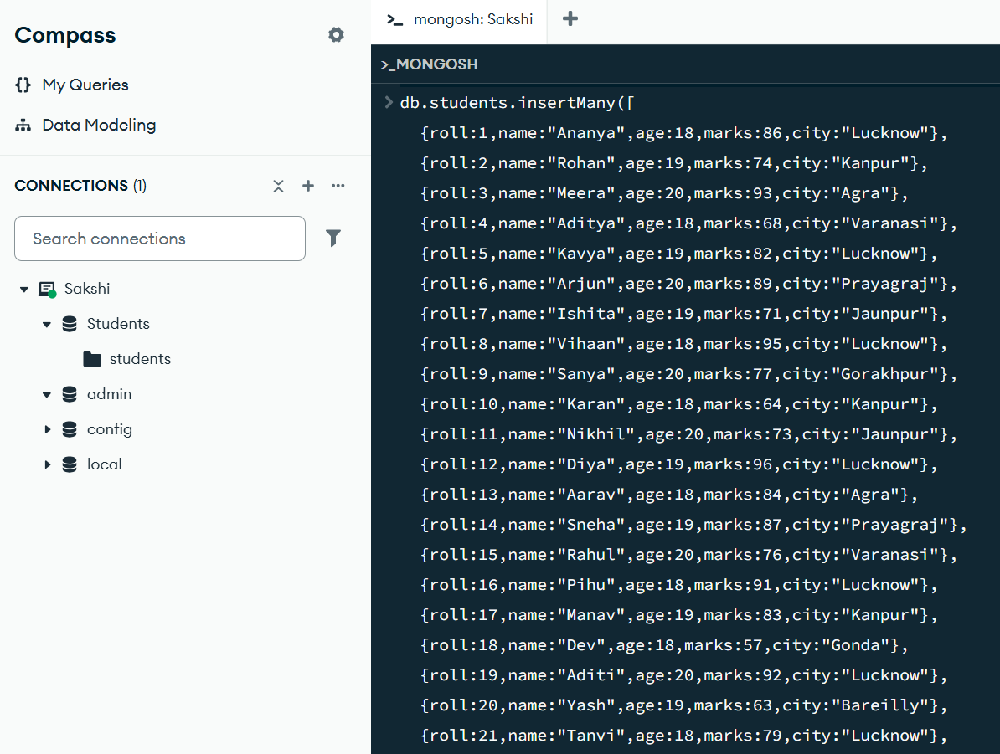 Compass
My Queries
Data Modeling
CONNECTIONS (1)
Search connections
Sakshi
Students
students
admin
config
local
>_ mongosh: Sakshi
>_MONGOSH
> db.students.insertMany([
{roll:1,name:"Ananya",age:18,marks:86,city:"Lucknow"},
{roll:2,name:"Rohan",age:19,marks:74,city:"Kanpur"},
{roll:3,name:"Meera",age:20,marks:93,city:"Agra"},
{roll:4,name:"Aditya",age:18,marks:68,city:"Varanasi"},
{roll:5,name:"Kavya",age:19,marks:82,city:"Lucknow"},
{roll:6,name:"Arjun",age:20,marks:89,city:"Prayagraj"},
{roll:7,name:"Ishita",age:19,marks:71,city:"Jaunpur"},
{roll:8,name:"Vihaan",age:18,marks:95,city:"Lucknow"},
{roll:9,name:"Sanya",age:20,marks:77,city:"Gorakhpur"},
{roll:10,name:"Karan",age:18,marks:64,city:"Kanpur"},
{roll:11,name:"Nikhil",age:20,marks:73,city:"Jaunpur"},
{roll:12,name:"Diya",age:19,marks:96,city:"Lucknow"},
{roll:13,name:"Aarav",age:18,marks:84,city:"Agra"},
{roll:14,name:"Sneha",age:19,marks:87,city:"Prayagraj"},
{roll:15,name:"Rahul",age:20,marks:76,city:"Varanasi"},
{roll:16,name:"Pihu",age:18,marks:91,city:"Lucknow"},
{roll:17,name:"Manav",age:19,marks:83,city:"Kanpur"},
{roll:18,name:"Dev",age:18,marks:57,city:"Gonda"},
{roll:19,name:"Aditi",age:20,marks:92,city:"Lucknow"},
{roll:20,name:"Yash",age:19,marks:63,city:"Bareilly"},
{roll:21,name:"Tanvi",age:18,marks:79,city:"Lucknow"},